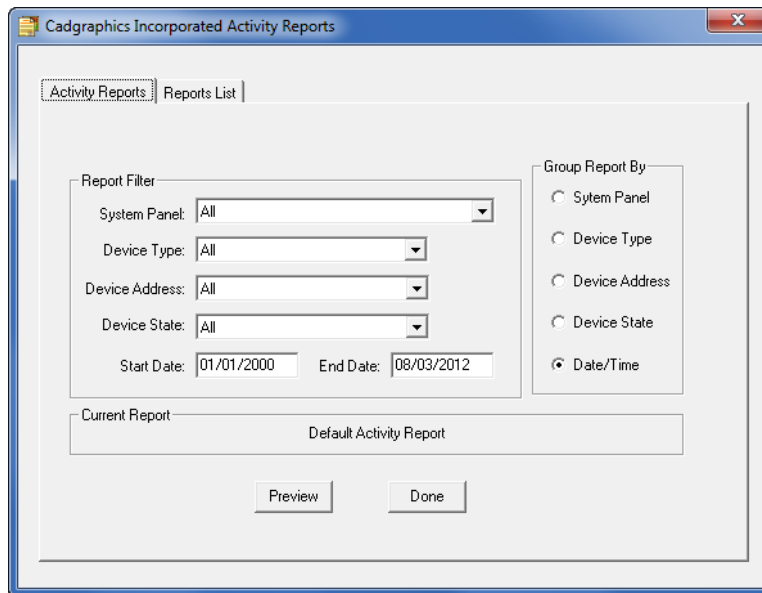 Cadgraphics Incorporated Activity Reports
Activity Reports Reports List
Report Filter
System Panel: All
Device Type: All
Device Address: All
Device State: All
Start Date: 01/01/2000 End Date: 08/03/2012
Group Report By
Sytem Panel
Device Type
Device Address
Device State
Date/Time
Current Report
Default Activity Report
Preview Done